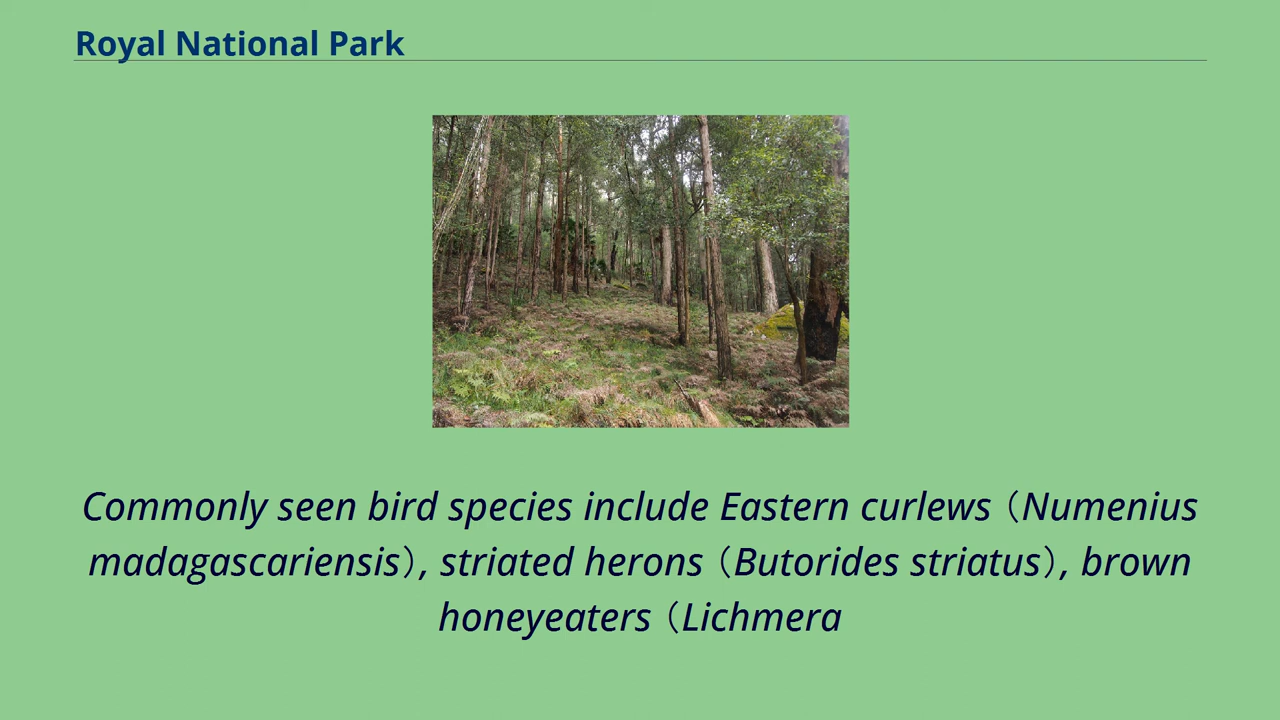 Royal National Park
Commonly seen bird species include Eastern curlews（Numenius
madagascariensis）, striated herons（Butorides striatus）, brown
honeyeaters（Lichmera